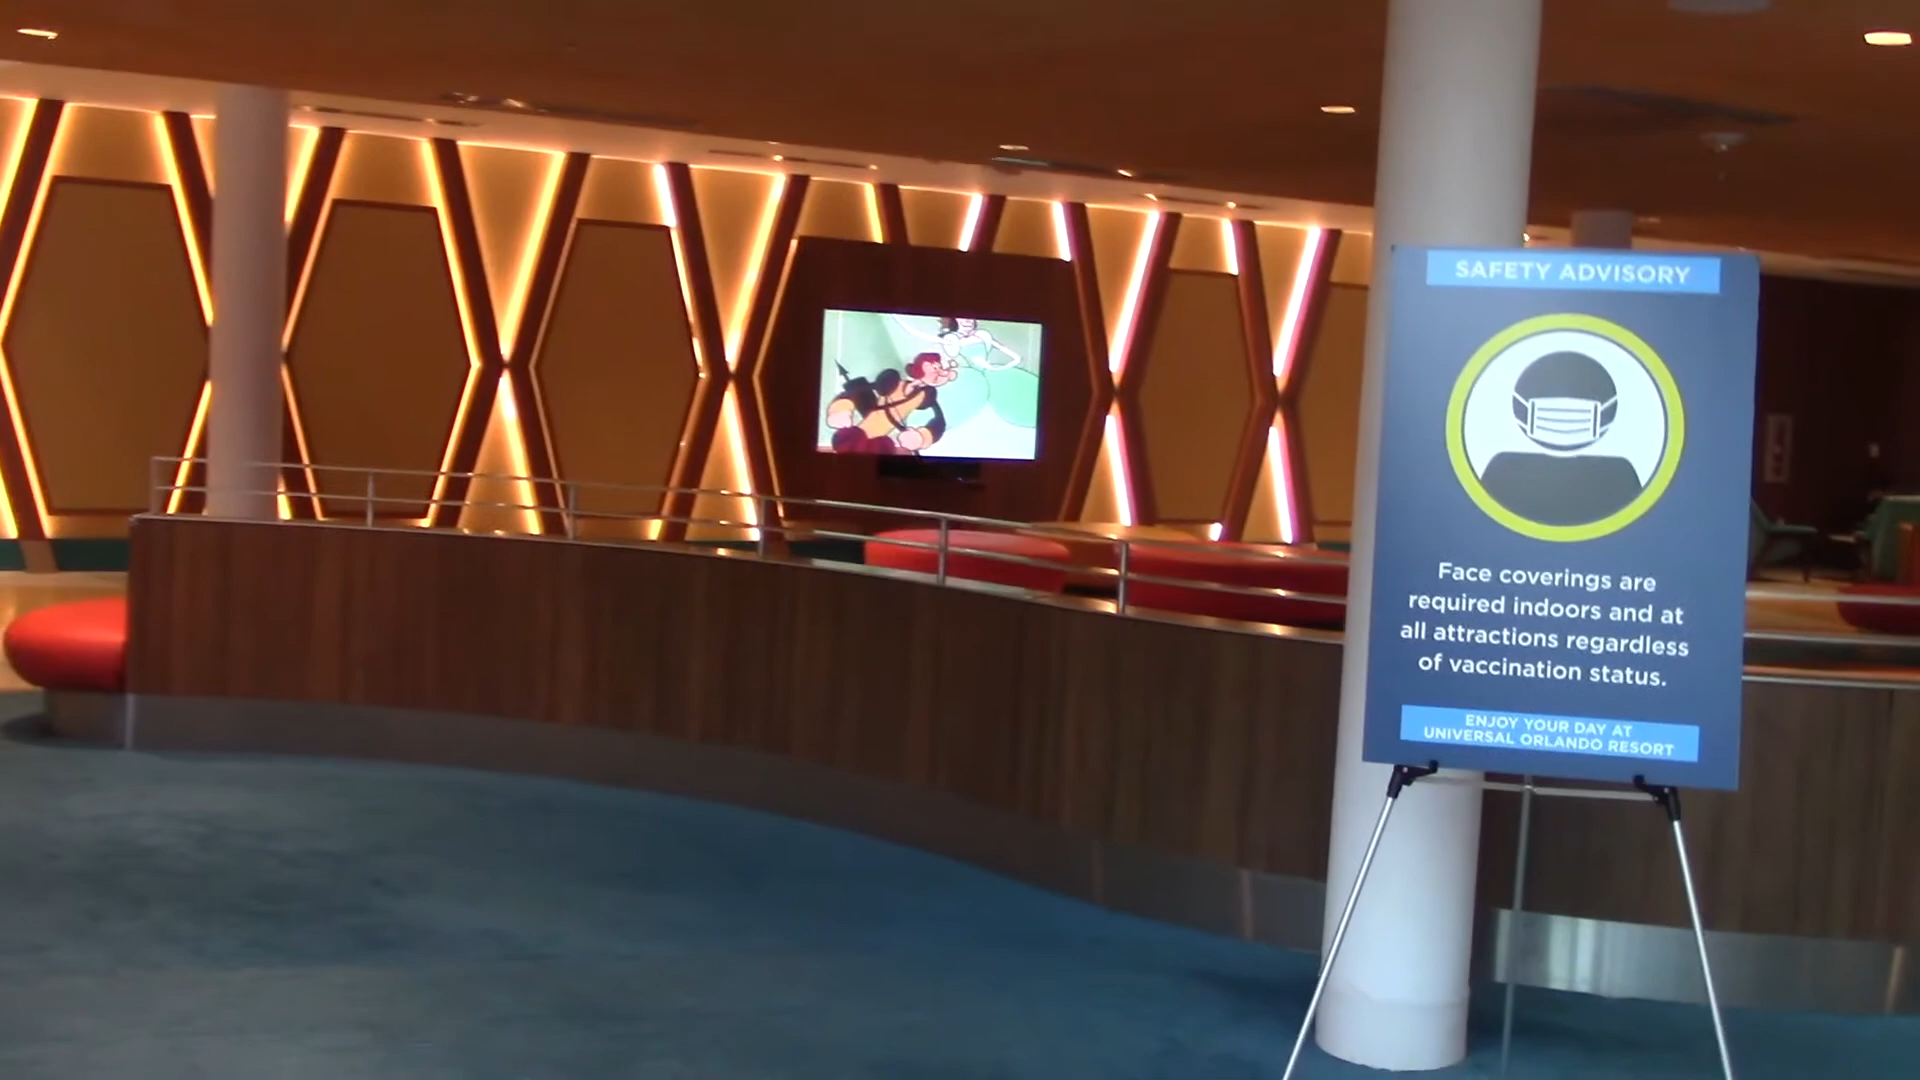 SAFETY ADVISORY
Face coverings are
required indoors and at
all attractions regardless
of vaccination status.
ENJOY YOUR DAY AT
UNIVERSAL ORLANDO RESORT